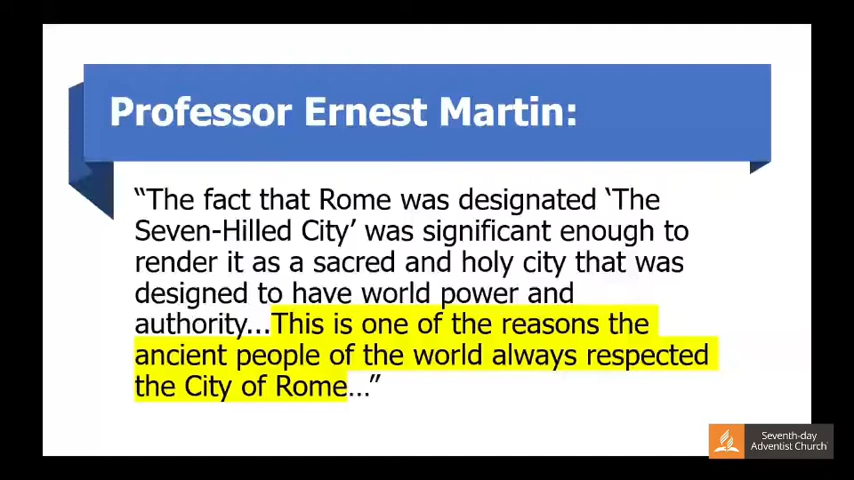 Professor Ernest Martin:
“The fact that Rome was designated ‘The
Seven-Hilled City’ was significant enough to
render it as a sacred and holy city that was
designed to have world power and
authority...This is one of the reasons the
ancient people of the world always respected
the City of Rome...”
Seventh-day
Adventist Church